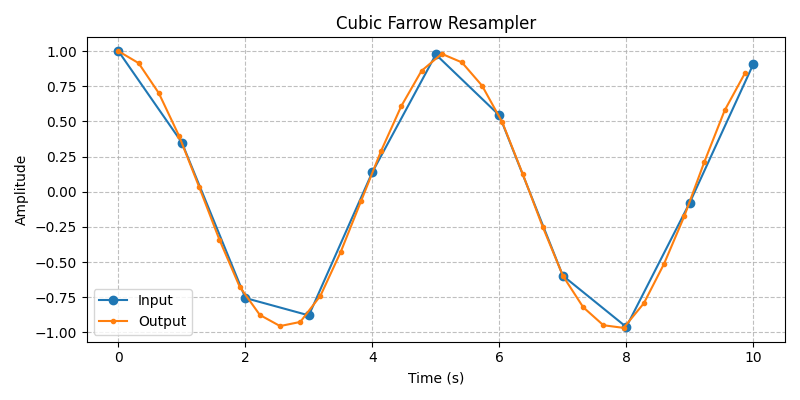 Cubic Farrow Resampler
Amplitude
1.00
0.75
0.50
0.25
0.00
−0.25
−0.50
−0.75
−1.00
Input
Output
0 2 4 6 8 10
Time (s)